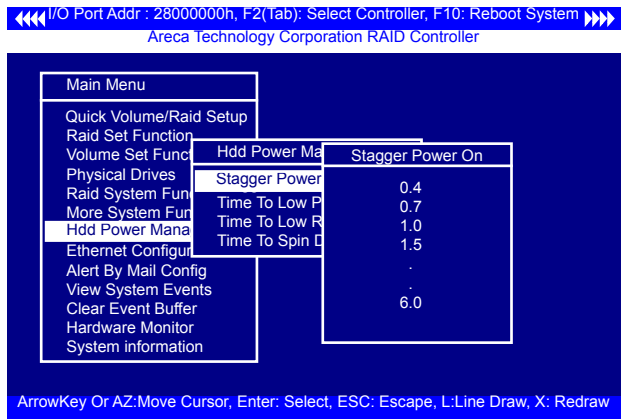 I/O Port Addr : 28000000h, F2(Tab): Select Controller, F10: Reboot System
Areca Technology Corporation RAID Controller
Main Menu
Quick Volume/Raid Setup
Raid Set Function
Volume Set Funct
Physical Drives
Raid System Fun
More System Fun
Hdd Power Mana
Ethernet Configur
Alert By Mail Config
View System Events
Clear Event Buffer
Hardware Monitor
System information
Hdd Power Ma
Stagger Power
Time To Low P
Time To Low R
Time To Spin D
Stagger Power On
0.4
0.7
1.0
1.5
.
.
6.0
ArrowKey Or AZ:Move Cursor, Enter: Select, ESC: Escape, L:Line Draw, X: Redraw